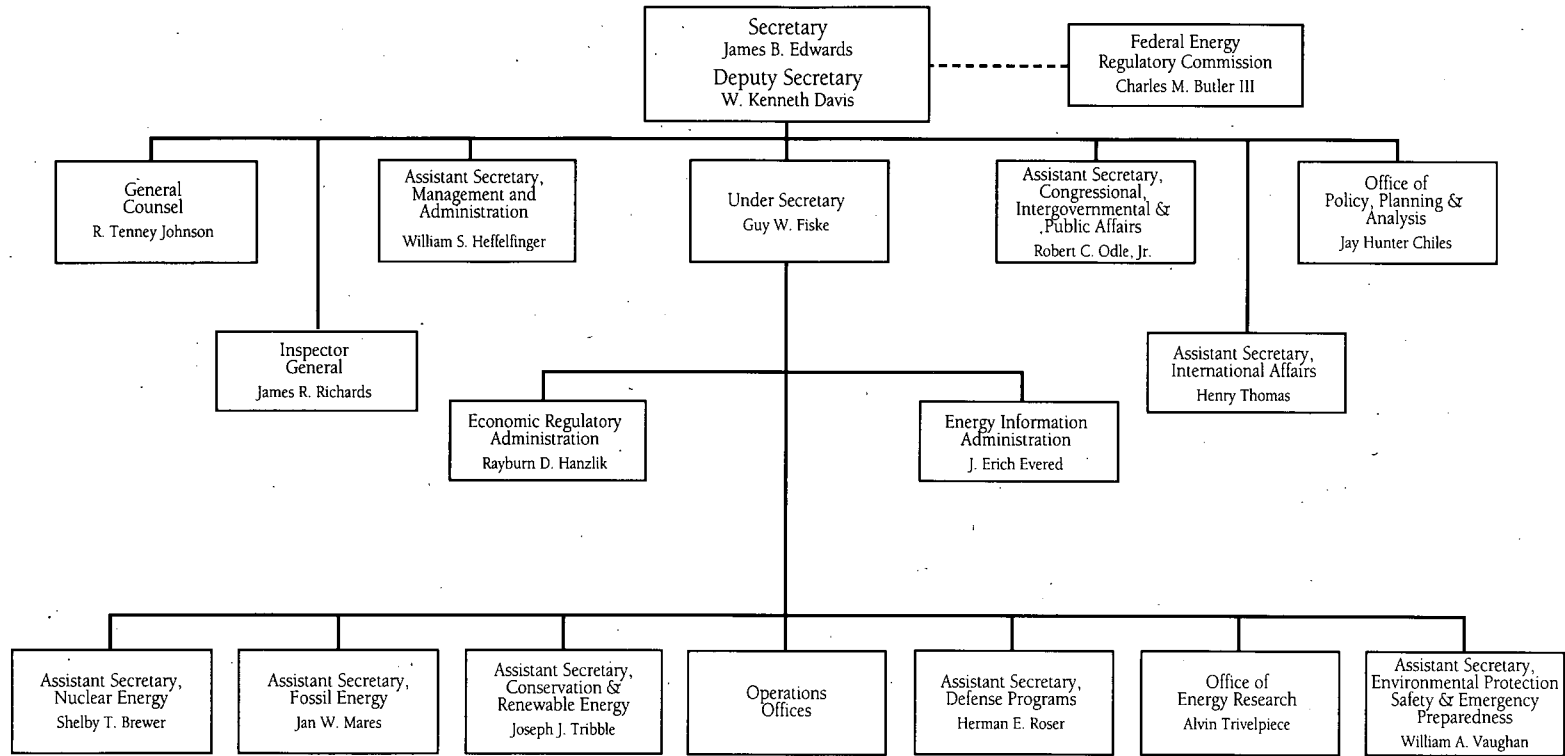 Secretary
James B. Edwards
Deputy Secretary
W. Kenneth Davis
Federal Energy
Regulatory Commission
Charles M. Butler III
General
Counsel
R. Tenney Johnson
Assistant Secretary,
Management and
Administration
William S. Heffelfinger
Under Secretary
Guy W. Fiske
Assistant Secretary,
Congressional,
Intergovernmental &
Public Affairs
Robert C. Odle, Jr.
Office of
Policy, Planning &
Analysis
Jay Hunter Chiles
Inspector
General
James R. Richards
Assistant Secretary,
International Affairs
Henry Thomas
Economic Regulatory
Administration
Rayburn D. Hanzlik
Energy Information
Administration
J. Erich Evered
Assistant Secretary,
Nuclear Energy
Shelby T. Brewer
Assistant Secretary,
Fossil Energy
Jan W. Mares
Assistant Secretary,
Conservation &
Renewable Energy
Joseph J. Tribble
Operations
Offices
Assistant Secretary,
Defense Programs
Herman E. Roser
Office of
Energy Research
Alvin Trivelpiece
Assistant Secretary,
Environmental Protection
Safety & Emergency
Preparedness
William A. Vaughan